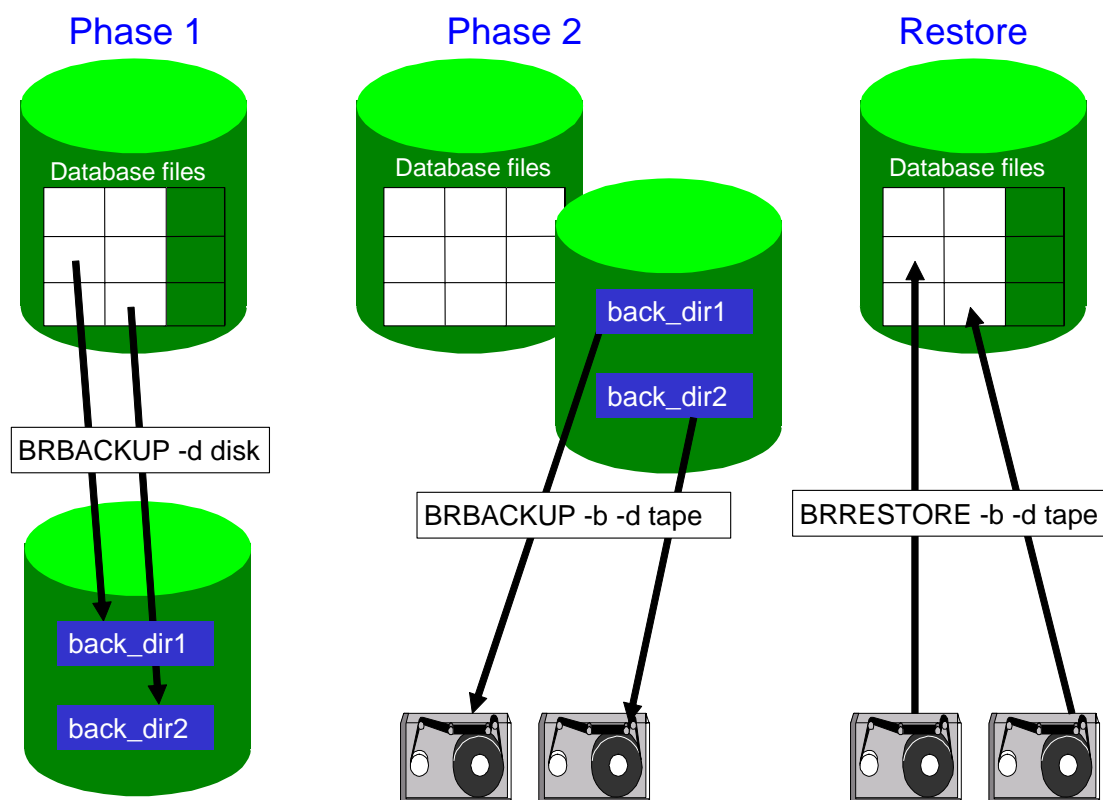 Phase 1
Phase 2
Restore
Database files
Database files
Database files
back_dir1
back_dir2
BRBACKUP -d disk
BRBACKUP -b -d tape
BRRESTORE -b -d tape
back_dir1
back_dir2